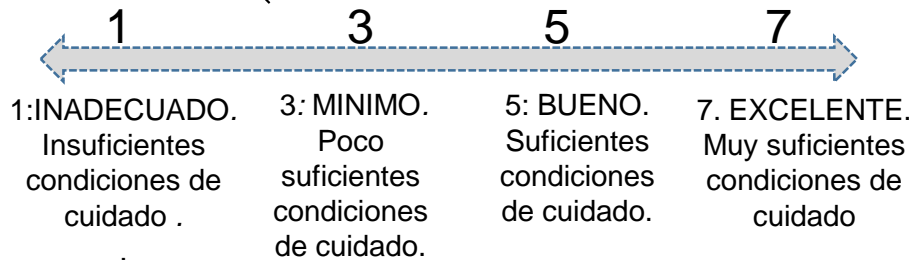 1 3 5 7
1:INADECUADO.
Insuficientes
condiciones de
cuidado .
.
3: MINIMO.
Poco
suficientes
condiciones
de cuidado.
5: BUENO.
Suficientes
condiciones
de cuidado.
7. EXCELENTE.
Muy suficientes
condiciones de
cuidado